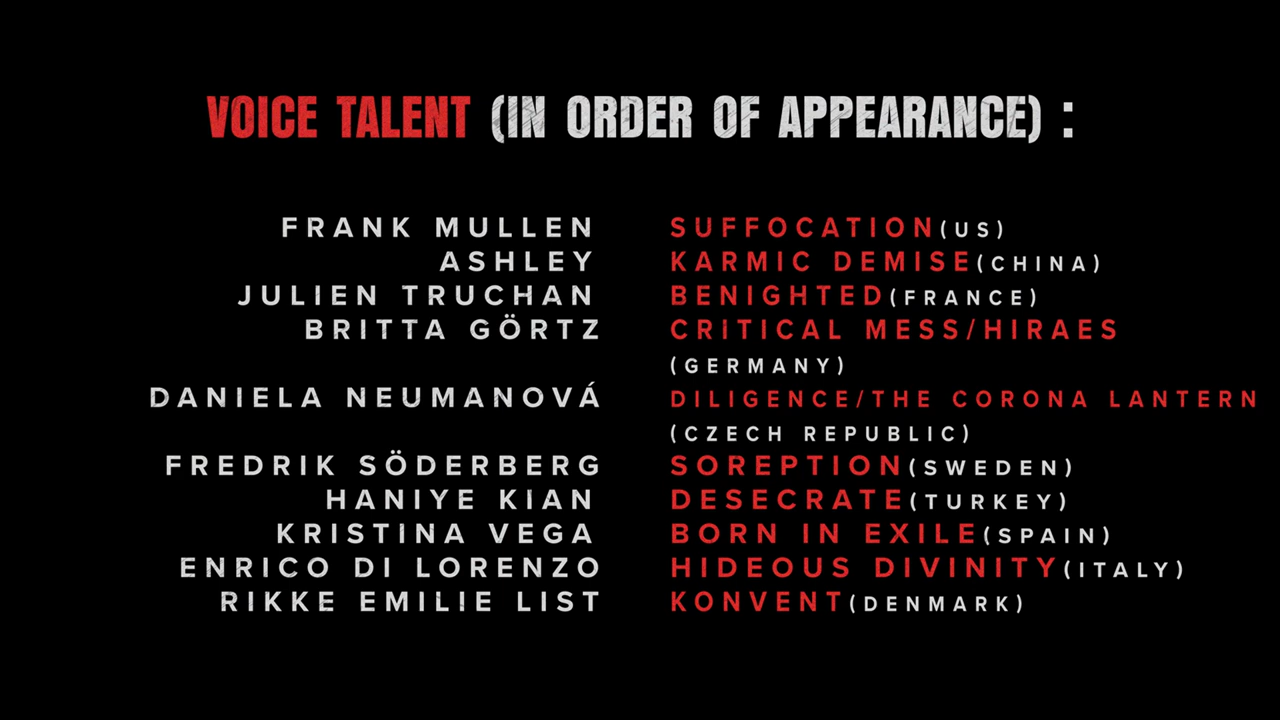 VOICE TALENT (IN ORDER OF APPEARANCE) :
FRANK MULLEN SUFFOCATION (US)
ASHLEY KARMIC DEMISE (CHINA)
JULIEN TRUCHAN BENIGHTED (FRANCE)
BRITTA GÖRTZ CRITICAL MESS/HIRAES
(GERMANY)
DANIELA NEUMANOVÁ DILIGENCE/THE CORONA LANTERN
(CZECH REPUBLIC)
FREDRIK SÖDERBERG SOREPTION (SWEDEN)
HANIYE KIAN DESECRATE (TURKEY)
KRISTINA VEGA BORN IN EXILE (SPAIN)
ENRICO DI LORENZO HIDEOUS DIVINITY (ITALY)
RIKKE EMILIE LIST KONVENT (DENMARK)